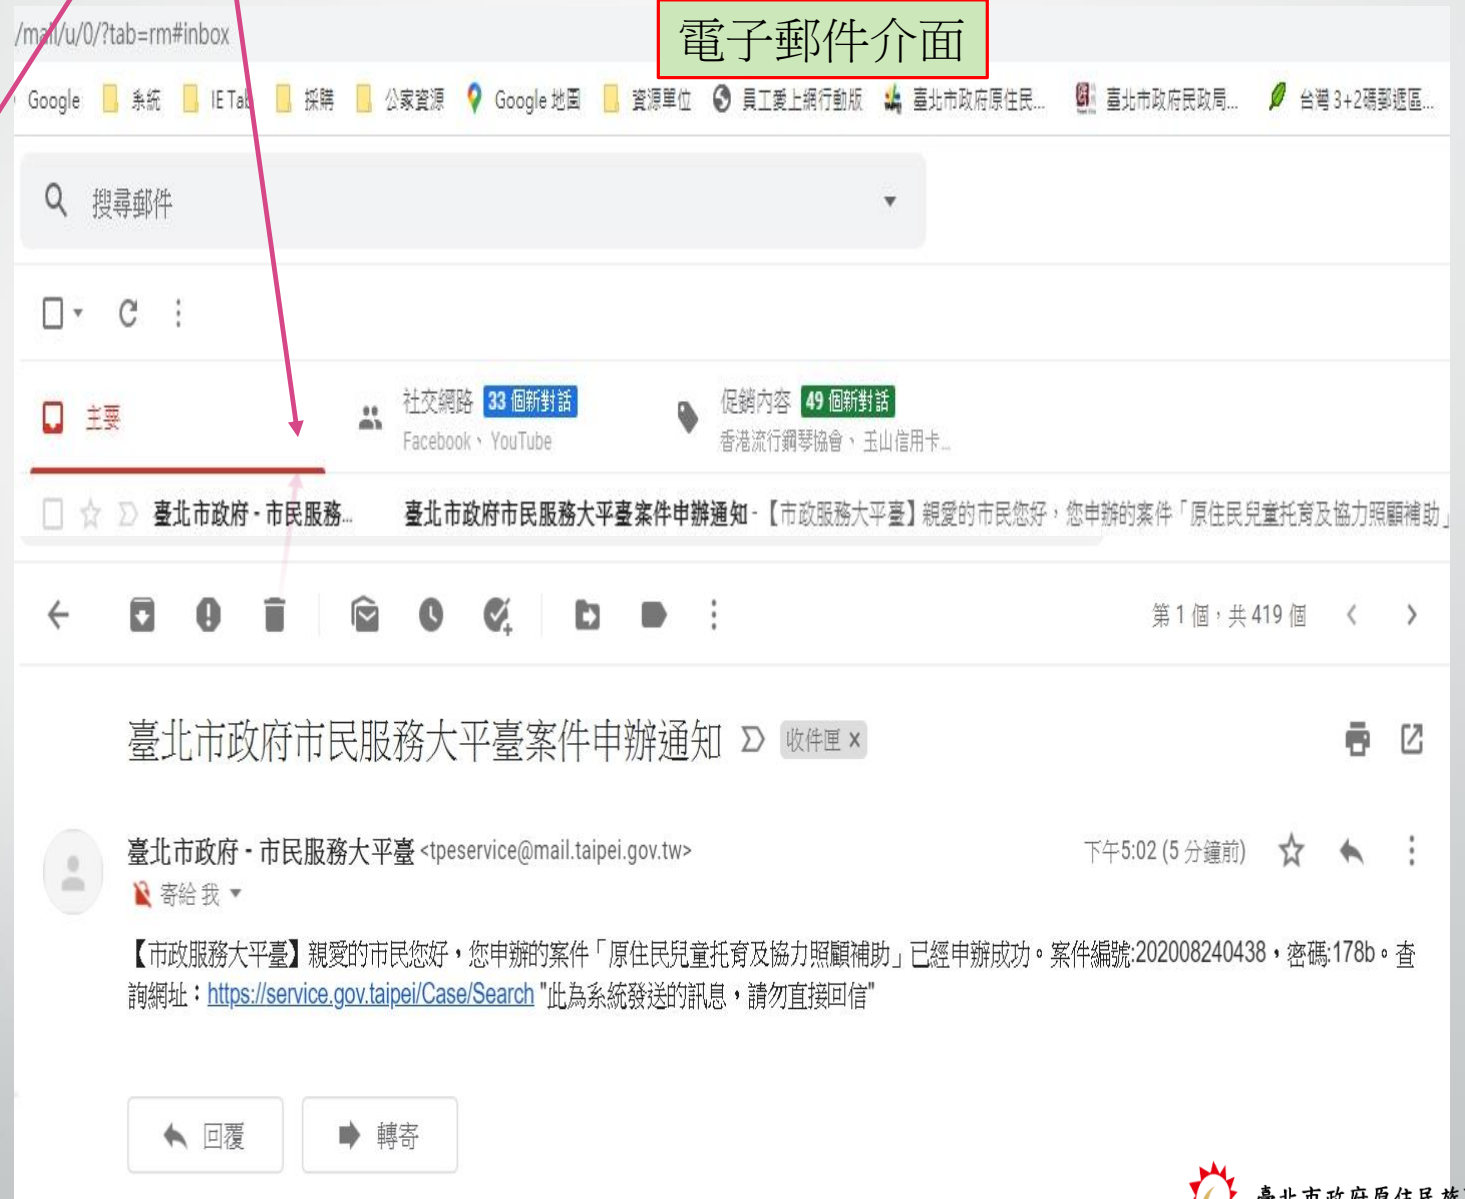 電子郵件介面
/mail/u/0/?tab=rm#inbox
Google 系統 IE Tab 採購 公家資源 Google 地圖 資源單位 員工愛上網行動版 臺北市政府原住民... 臺北市政府民政局... 台灣 3+2碼郵遞區...
搜尋郵件
主要
社交網路 33 個新對話
Facebook、YouTube
促銷內容 49 個新對話
香港流行鋼琴協會、 玉山信用卡...
臺北市政府 - 市民服務... 臺北市政府市民服務大平臺案件申辦通知 - 【市政服務大平臺】親愛的市民您好，您申辦的案件「原住民兒童托育及協力照顧補助」
第 1 個，共 419 個
臺北市政府市民服務大平臺案件申辦通知 收件匣 ×
臺北市政府 - 市民服務大平臺 <tpeservice@mail.taipei.gov.tw> 下午5:02 (5 分鐘前)
寄給 我
【市政服務大平臺】親愛的市民您好，您申辦的案件「原住民兒童托育及協力照顧補助」已經申辦成功。案件編號:202008240438，密碼:178b。查
詢網址：https://service.gov.taipei/Case/Search "此為系統發送的訊息，請勿直接回信"
回覆 轉寄
臺北市政府原住民族